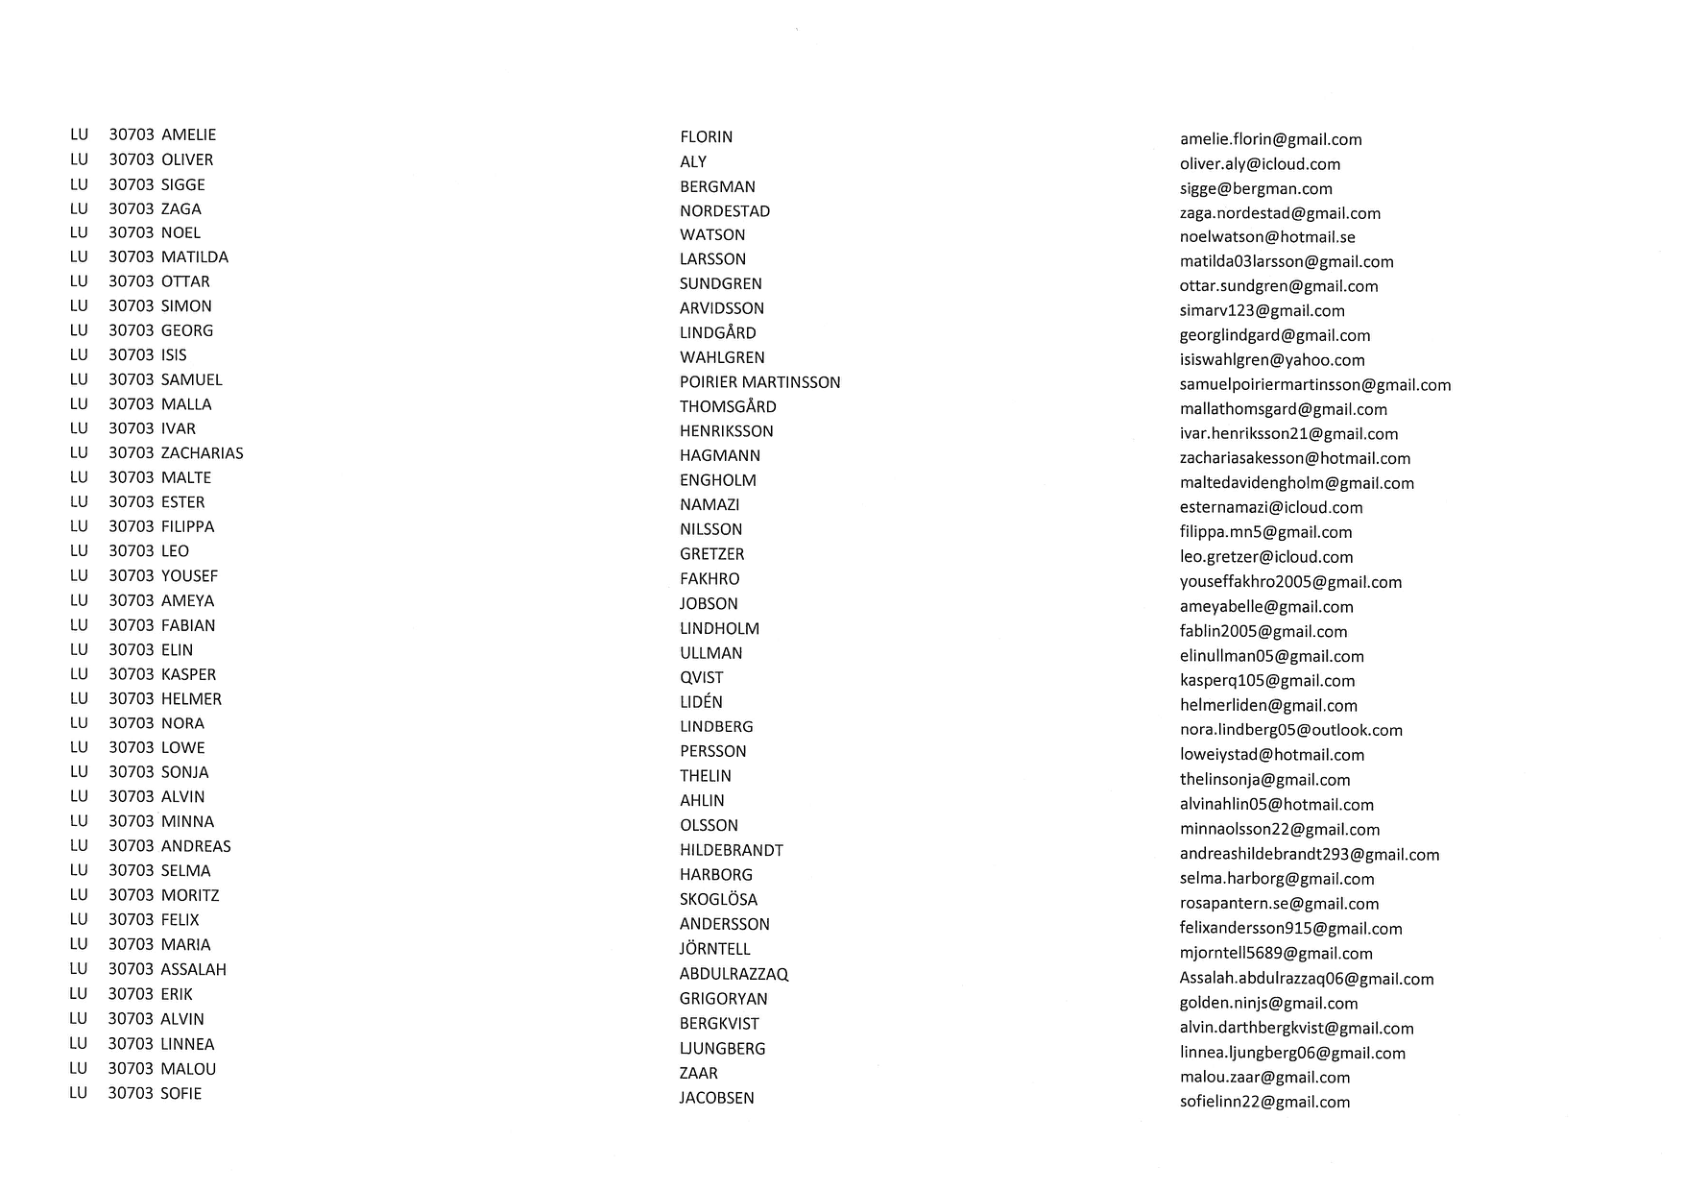 LU 30703 AMELIE FLORIN amelie.florin@gmail.com
LU 30703 OLIVER ALY oliver.aly@icloud.com
LU 30703 SIGGE BERGMAN sigge@bergman.com
LU 30703 ZAGA NORDESTAD zaga.nordestad@gmail.com
LU 30703 NOEL WATSON noelwatson@hotmail.se
LU 30703 MATILDA LARSSON matilda03larsson@gmail.com
LU 30703 OTTAR SUNDGREN ottar.sundgren@gmail.com
LU 30703 SIMON ARVIDSSON simarv123@gmail.com
LU 30703 GEORG LINDGÅRD georglindgard@gmail.com
LU 30703 ISIS WAHLGREN isiswahlgren@yahoo.com
LU 30703 SAMUEL POIRIER MARTINSSON samuelpoiriermartinsson@gmail.com
LU 30703 MALLA THOMSGÅRD mallathomsgard@gmail.com
LU 30703 IVAR HENRIKSSON ivar.henriksson21@gmail.com
LU 30703 ZACHARIAS HAGMANN zachariasakesson@hotmail.com
LU 30703 MALTE ENGHOLM maltedavidengholm@gmail.com
LU 30703 ESTER NAMAZI esternamazi@icloud.com
LU 30703 FILIPPA NILSSON filippa.mn5@gmail.com
LU 30703 LEO GRETZER leo.gretzer@icloud.com
LU 30703 YOUSEF FAKHRO youseffakhro2005@gmail.com
LU 30703 AMEYA JOBSON ameyabelle@gmail.com
LU 30703 FABIAN LINDHOLM fablin2005@gmail.com
LU 30703 ELIN ULLMAN elinullman05@gmail.com
LU 30703 KASPER QVIST kasperq105@gmail.com
LU 30703 HELMER LIDÉN helmerliden@gmail.com
LU 30703 NORA LINDBERG nora.lindberg05@outlook.com
LU 30703 LOWE PERSSON loweiystad@hotmail.com
LU 30703 SONJA THELIN thelinsonja@gmail.com
LU 30703 ALVIN AHLIN alvinahlin05@hotmail.com
LU 30703 MINNA OLSSON minnaolsson22@gmail.com
LU 30703 ANDREAS HILDEBRANDT andreashildebrandt293@gmail.com
LU 30703 SELMA HARBORG selma.harborg@gmail.com
LU 30703 MORITZ SKOGLÖSA rosapantern.se@gmail.com
LU 30703 FELIX ANDERSSON felixandersson915@gmail.com
LU 30703 MARIA JÖRNTELL mjorntell5689@gmail.com
LU 30703 ASSALAH ABDULRAZZAQ Assalah.abdulrazzaq06@gmail.com
LU 30703 ERIK GRIGORYAN golden.ninjs@gmail.com
LU 30703 ALVIN BERGKVIST alvin.darthbergkvist@gmail.com
LU 30703 LINNEA LJUNGBERG linnea.ljungberg06@gmail.com
LU 30703 MALOU ZAAR malou.zaar@gmail.com
LU 30703 SOFIE JACOBSEN sofielinn22@gmail.com